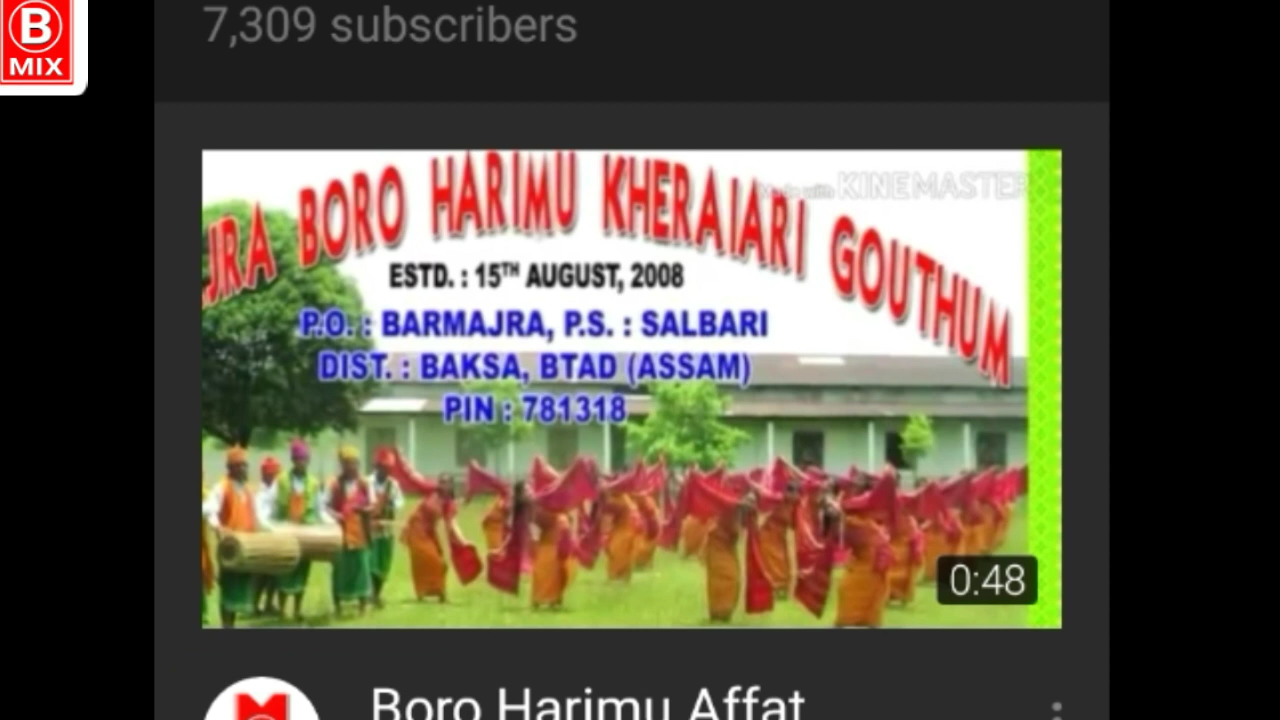 B
MIX
7,309 subscribers
JRA BORO HARIMU KHERAIARI GOUTHUM
Made with KINEMASTER
ESTD. : 15TH AUGUST, 2008
P.O. : BARMAJRA, P.S. : SALBARI
DIST. : BAKSA, BTAD (ASSAM)
PIN : 781318
0:48
Boro Harimu Affat